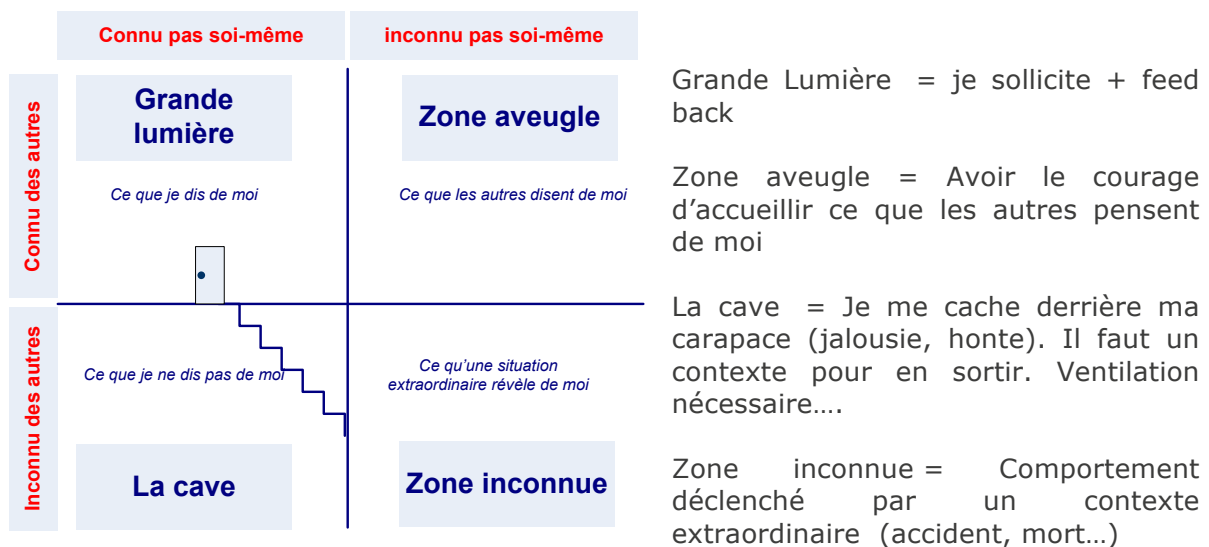 Connu pas soi-même
inconnu pas soi-même
Connu des autres
Grande
lumière
Zone aveugle
Ce que je dis de moi
Ce que les autres disent de moi
Inconnu des autres
Ce que je ne dis pas de moi
Ce qu'une situation
extraordinaire révèle de moi
La cave
Zone inconnue
Grande Lumière = je sollicite + feed
back
Zone aveugle = Avoir le courage
d'accueillir ce que les autres pensent
de moi
La cave = Je me cache derrière ma
carapace (jalousie, honte). Il faut un
contexte pour en sortir. Ventilation
nécessaire….
Zone inconnue = Comportement
déclenché par un contexte
extraordinaire (accident, mort…)